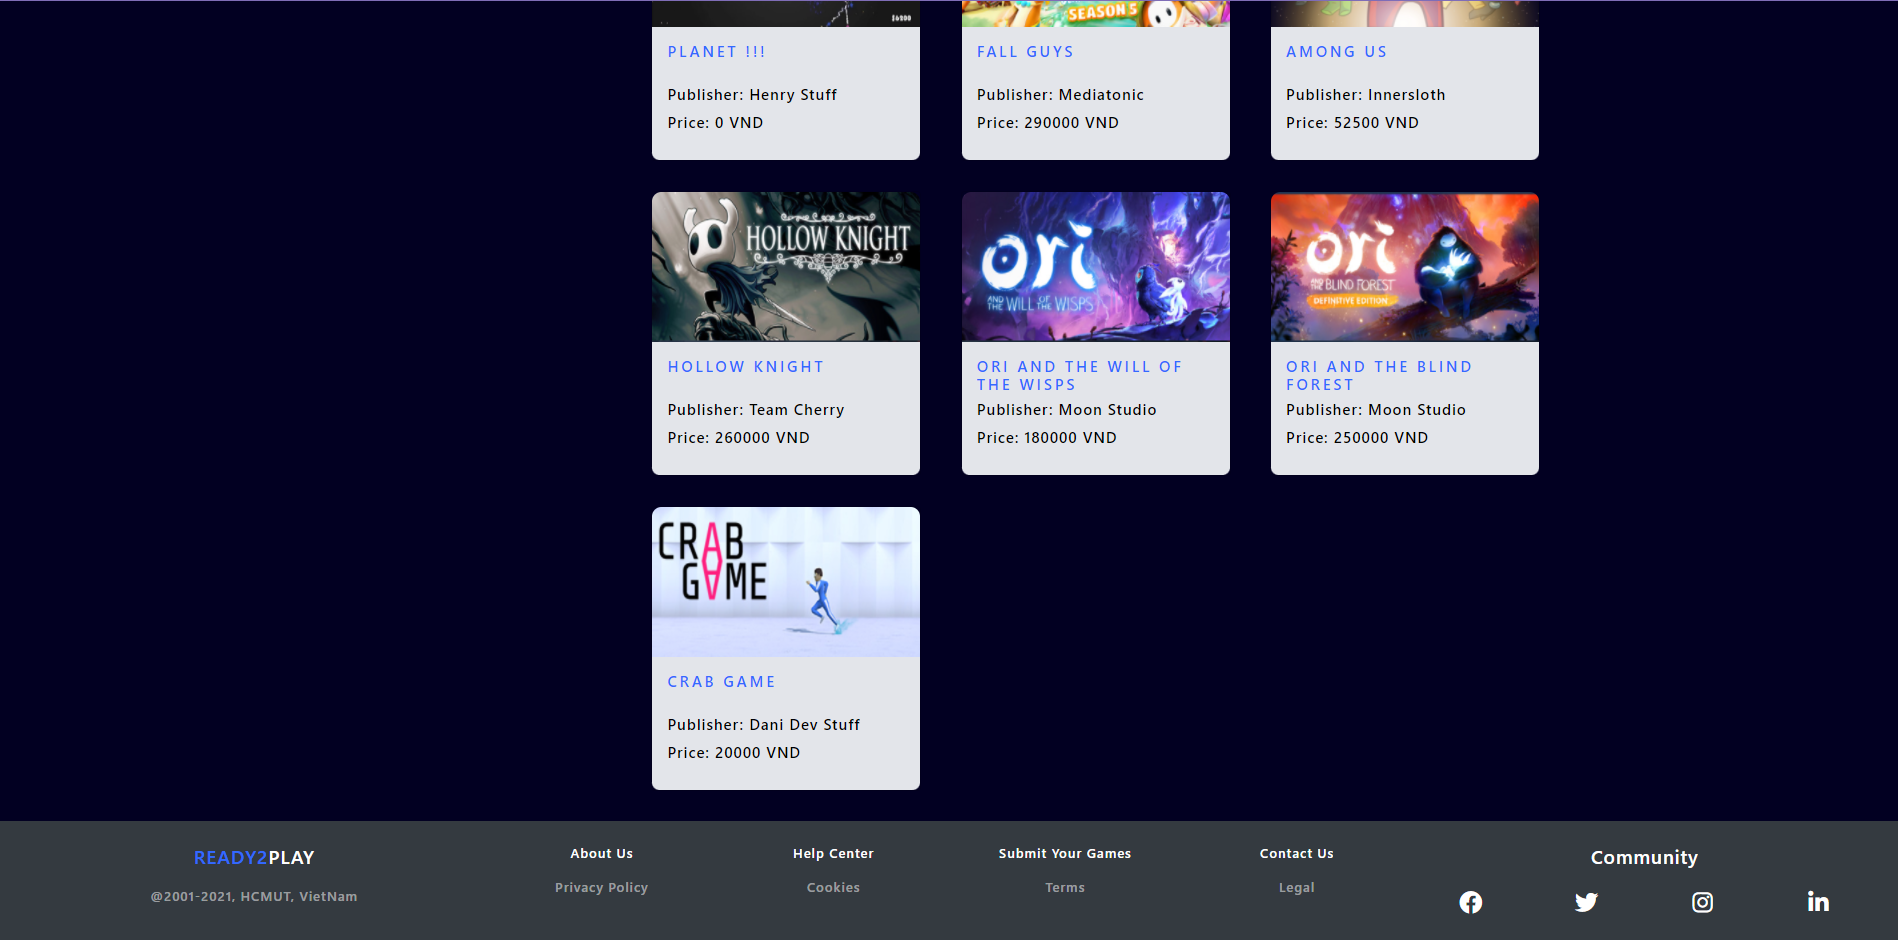 SEASON 5
PLANET !!!
Publisher: Henry Stuff
Price: 0 VND
FALL GUYS
Publisher: Mediatonic
Price: 290000 VND
AMONG US
Publisher: Innersloth
Price: 52500 VND
HOLLOW KNIGHT
HOLLOW KNIGHT
Publisher: Team Cherry
Price: 260000 VND
ori
AND THE WILL OF THE WISPS
ORI AND THE WILL OF
THE WISPS
Publisher: Moon Studio
Price: 180000 VND
ori
AND THE BLIND FOREST
DEFINITIVE EDITION
ORI AND THE BLIND
FOREST
Publisher: Moon Studio
Price: 250000 VND
CRAB
GAME
CRAB GAME
Publisher: Dani Dev Stuff
Price: 20000 VND
READY2PLAY
@2001-2021, HCMUT, VietNam
About Us
Privacy Policy
Help Center
Cookies
Submit Your Games
Terms
Contact Us
Legal
Community